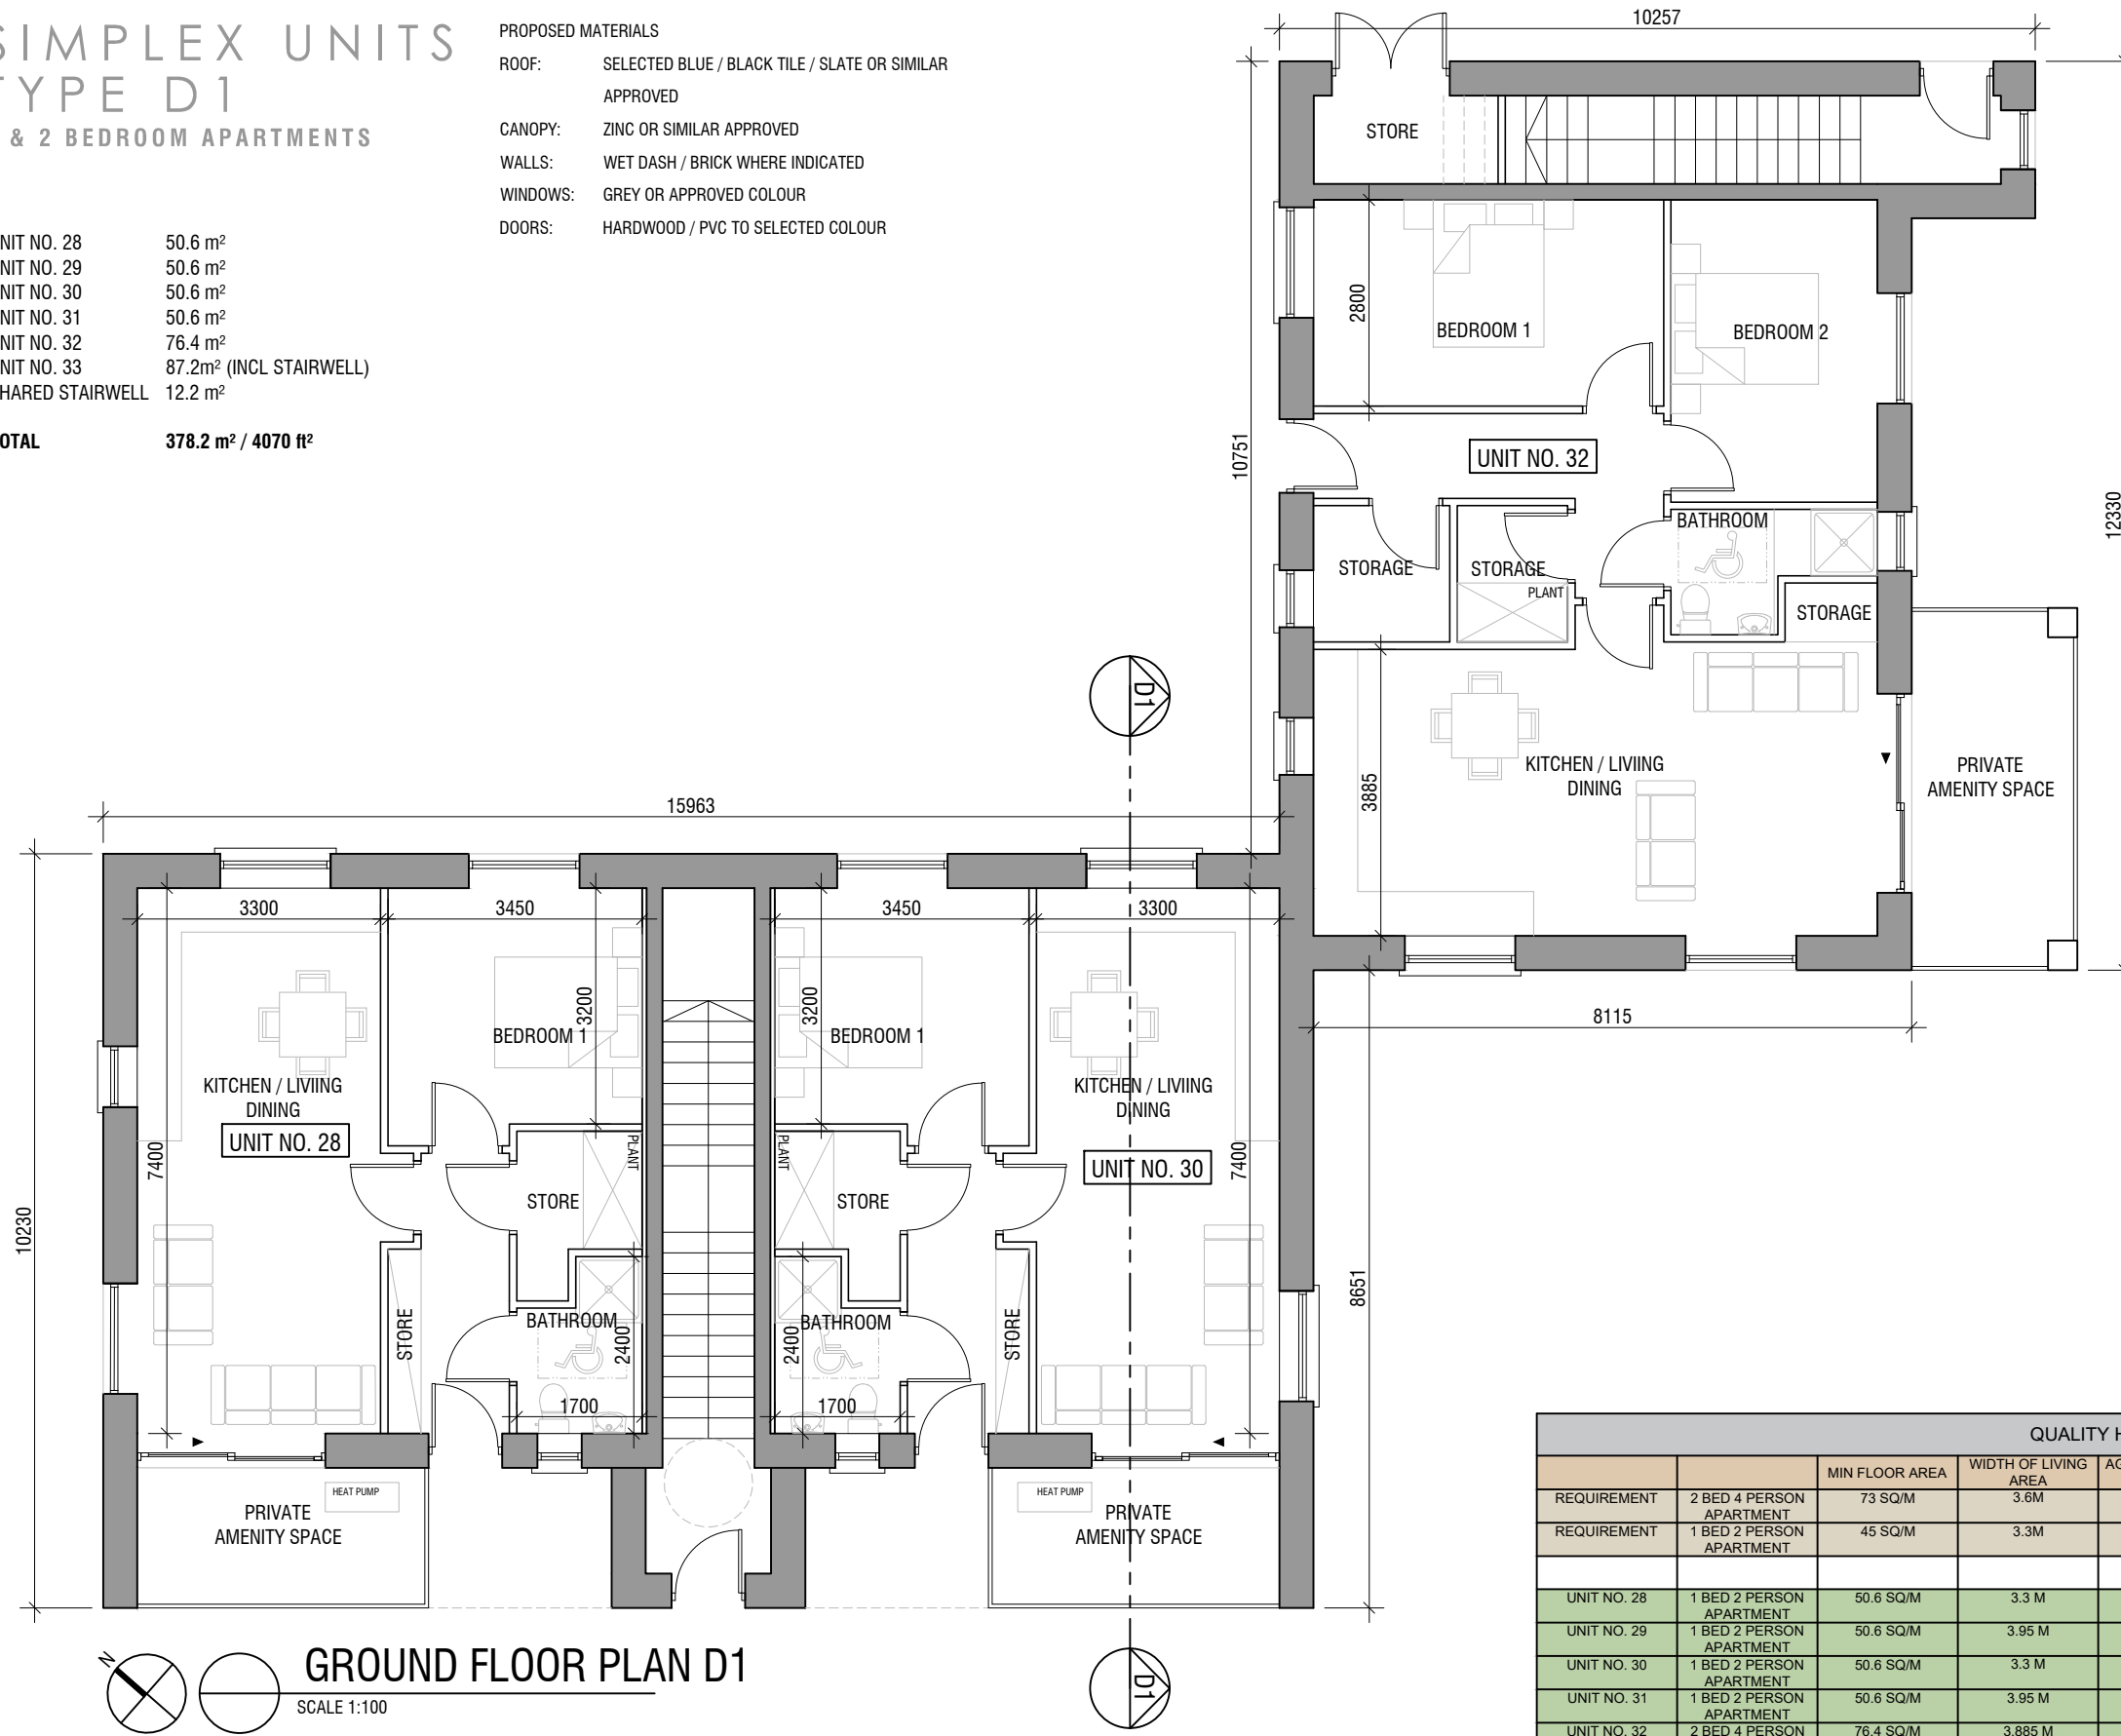 SIMPLEX UNITS
TYPE D1
& 2 BEDROOM APARTMENTS
NIT NO. 28 50.6 m²
NIT NO. 29 50.6 m²
NIT NO. 30 50.6 m²
NIT NO. 31 50.6 m²
NIT NO. 32 76.4 m²
NIT NO. 33 87.2m² (INCL STAIRWELL)
HARED STAIRWELL 12.2 m²
OTAL 378.2 m² / 4070 ft²
PROPOSED MATERIALS
ROOF: SELECTED BLUE / BLACK TILE / SLATE OR SIMILAR
APPROVED
CANOPY: ZINC OR SIMILAR APPROVED
WALLS: WET DASH / BRICK WHERE INDICATED
WINDOWS: GREY OR APPROVED COLOUR
DOORS: HARDWOOD / PVC TO SELECTED COLOUR
10257
STORE
2800
BEDROOM 1
BEDROOM 2
10751
UNIT NO. 32
12330
BATHROOM
STORAGE
STORAGE
PLANT
STORAGE
D1
KITCHEN / LIVIING
DINING
PRIVATE
AMENITY SPACE
3885
15963
8115
3300
3450
3450
3300
3200
3200
BEDROOM 1
BEDROOM 1
KITCHEN / LIVIING
DINING
UNIT NO. 28
KITCHEN / LIVIING
DINING
UNIT NO. 30
7400
7400
PLANT
PLANT
STORE
STORE
10230
8651
STORE
STORE
BATHROOM
BATHROOM
2400
2400
1700
1700
HEAT PUMP
PRIVATE
AMENITY SPACE
HEAT PUMP
PRIVATE
AMENITY SPACE
N
GROUND FLOOR PLAN D1
SCALE 1:100
D1
QUALITY H
MIN FLOOR AREA WIDTH OF LIVING AREA AG
REQUIREMENT 2 BED 4 PERSON APARTMENT 73 SQ/M 3.6M
REQUIREMENT 1 BED 2 PERSON APARTMENT 45 SQ/M 3.3M
UNIT NO. 28 1 BED 2 PERSON APARTMENT 50.6 SQ/M 3.3 M
UNIT NO. 29 1 BED 2 PERSON APARTMENT 50.6 SQ/M 3.95 M
UNIT NO. 30 1 BED 2 PERSON APARTMENT 50.6 SQ/M 3.3 M
UNIT NO. 31 1 BED 2 PERSON APARTMENT 50.6 SQ/M 3.95 M
UNIT NO. 32 2 BED 4 PERSON 76.4 SQ/M 3.885 M